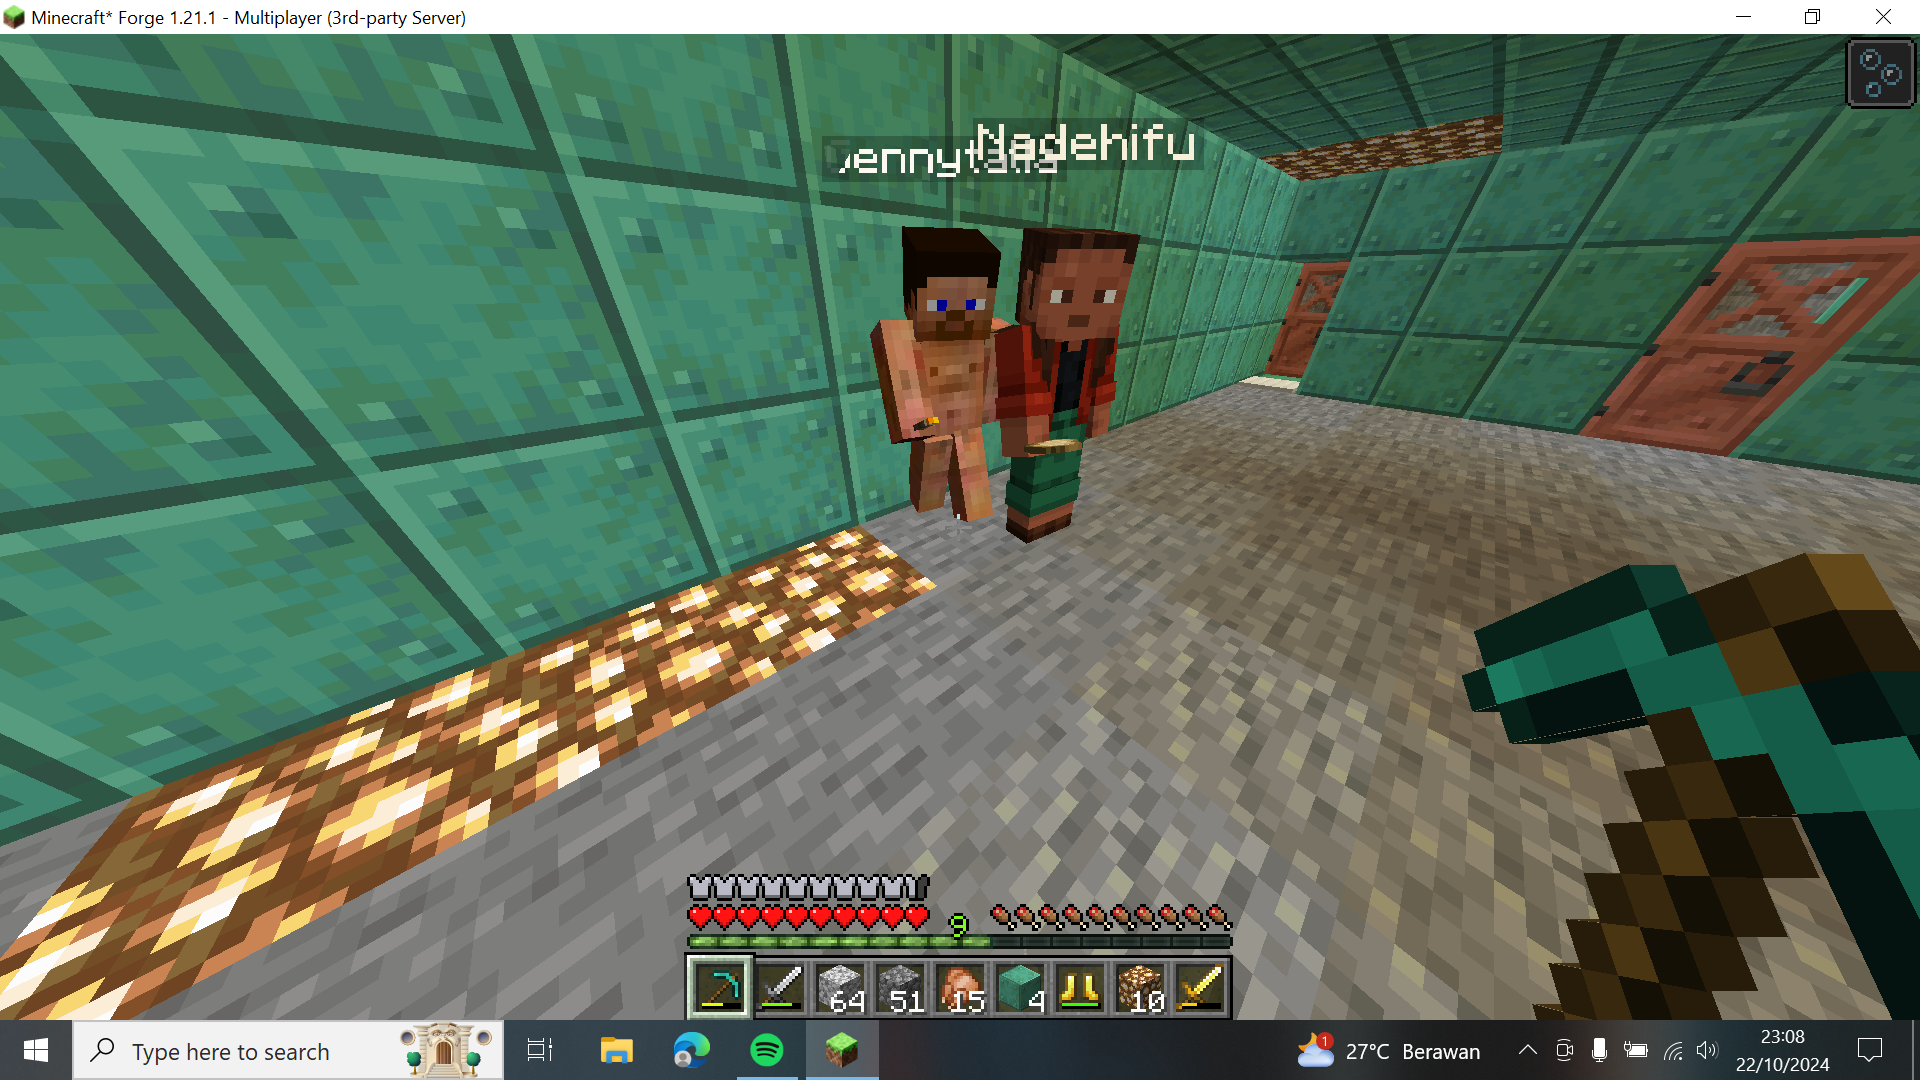 Minecraft* Forge 1.21.1 - Multiplayer (3rd-party Server)
Nadehifu
9
64
51
15
4
10
Type here to search
1
27°C Berawan
23:08
22/10/2024